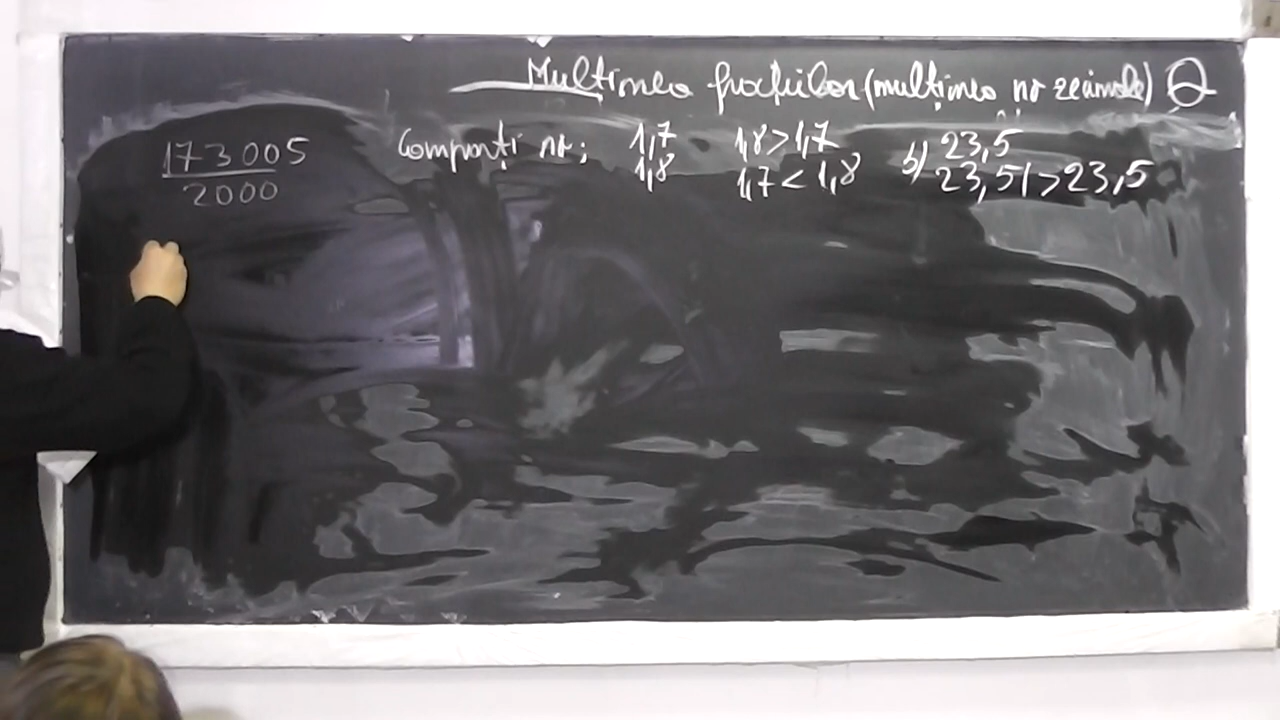 Mulțimea fracțiilor (mulțimea nr zecimale) Q
173005
2000
Comparați nr; 1,7 1,8>1,7 b) 23,5
1,8 1,7<1,8 23,51>23,5